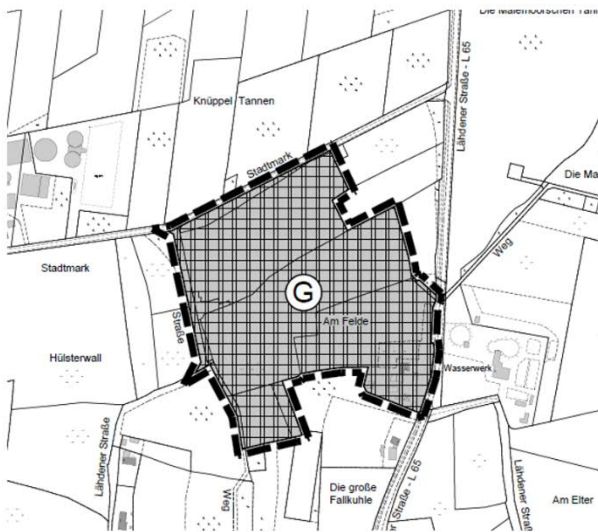 Die Maiemoorschen Tann
Knüppel Tannen
Lähdener Straße - L 65
Stadtmark
Die Ma
Weg
Stadtmark
G
Am Felde
Straße
Hülsterwall
Wasserwerk
Lähdener Straße
Die große
Fallkuhle
Weg
Straße - L 65
Lähdener Straße
Am Elter